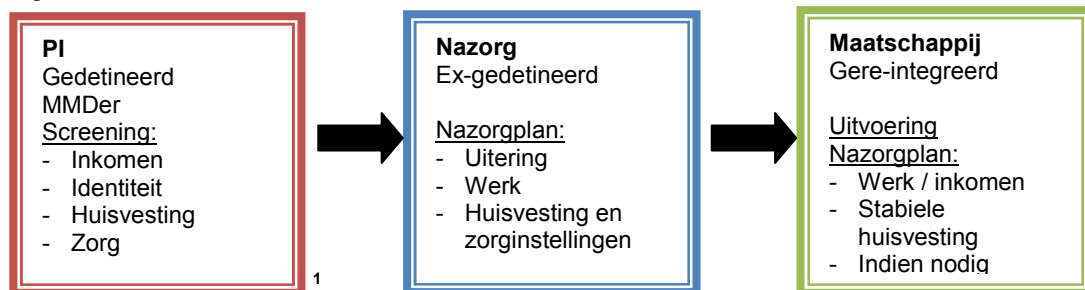 PI
Gedetineerd
MMDer
Screening:
- Inkomen
- Identiteit
- Huisvesting
- Zorg
1
Nazorg
Ex-gedetineerd
Nazorgplan:
- Uitering
- Werk
- Huisvesting en
zorginstellingen
Maatschappij
Gere-integreerd
Uitvoering
Nazorgplan:
- Werk / inkomen
- Stabiele
huisvesting
- Indien nodig